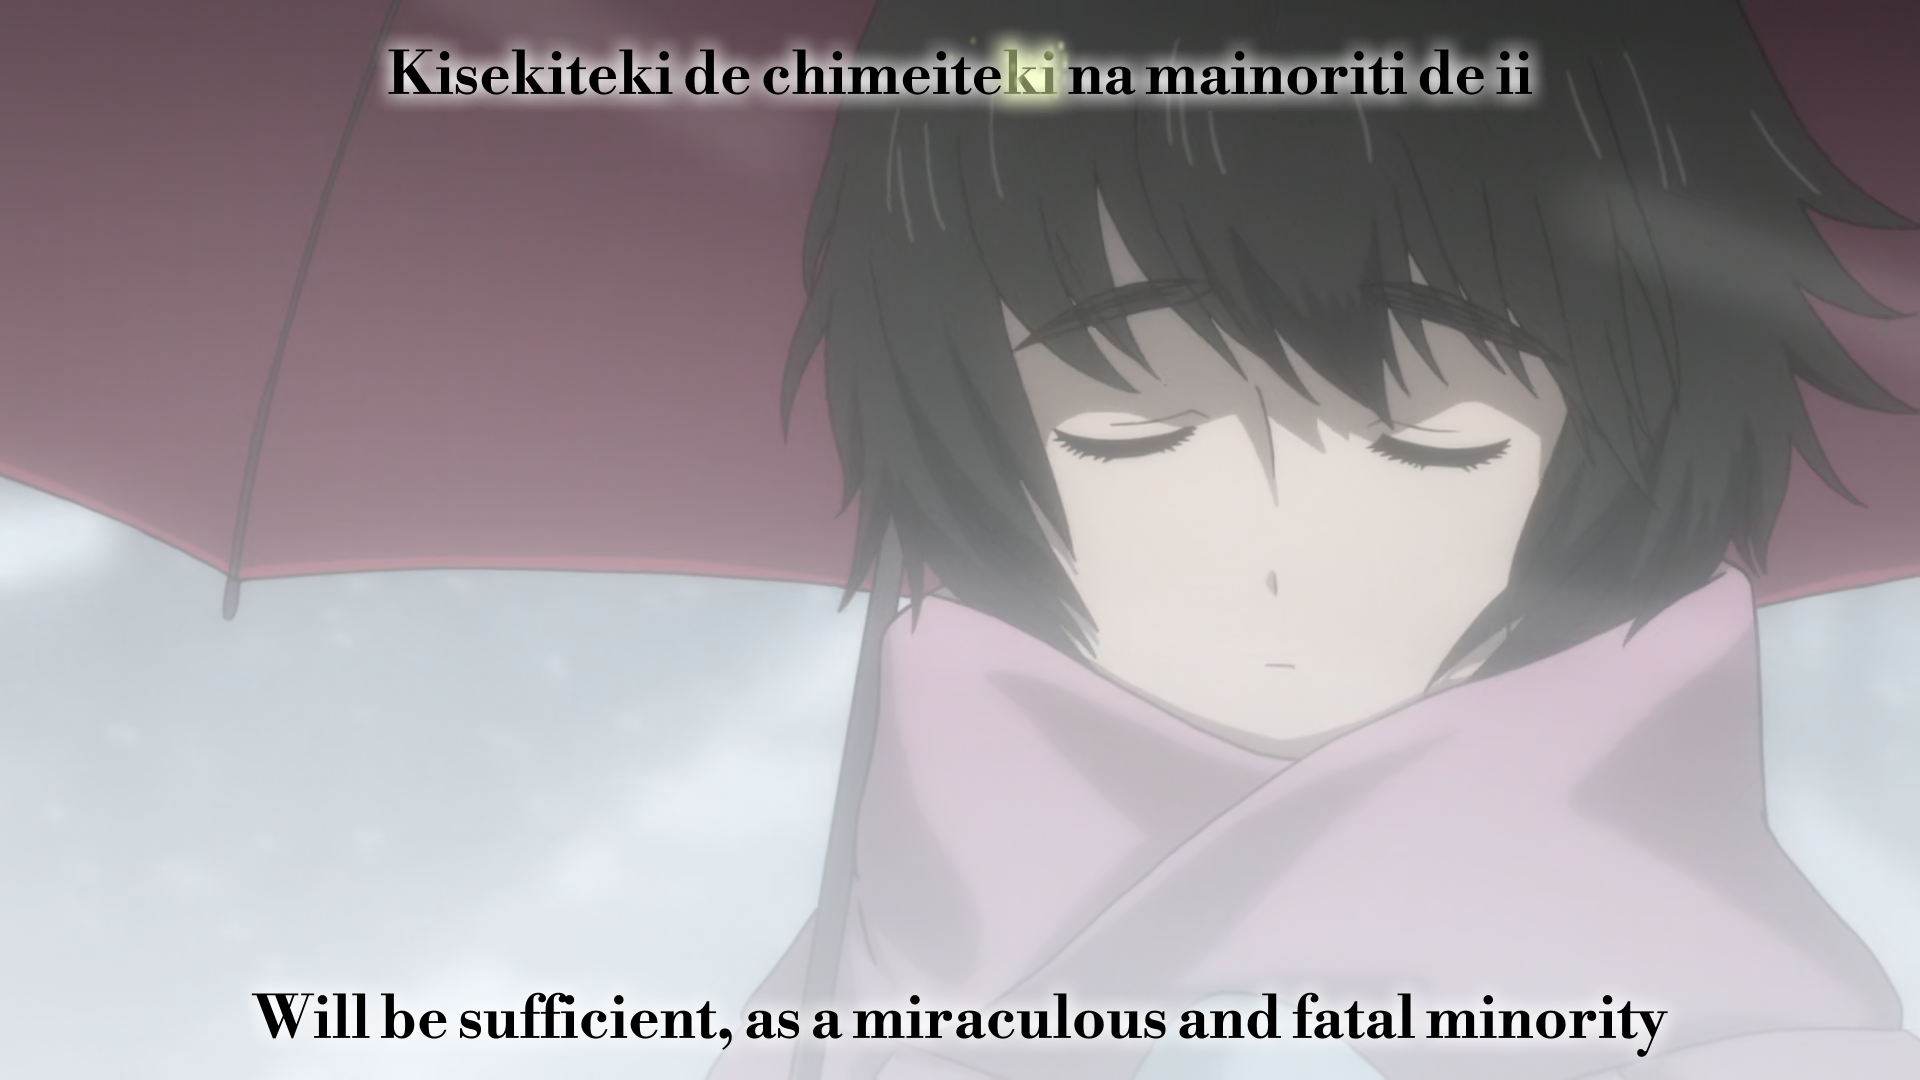 Kisekiteki de chimeiteki na mainoriti de ii
Will be sufficient, as a miraculous and fatal minority